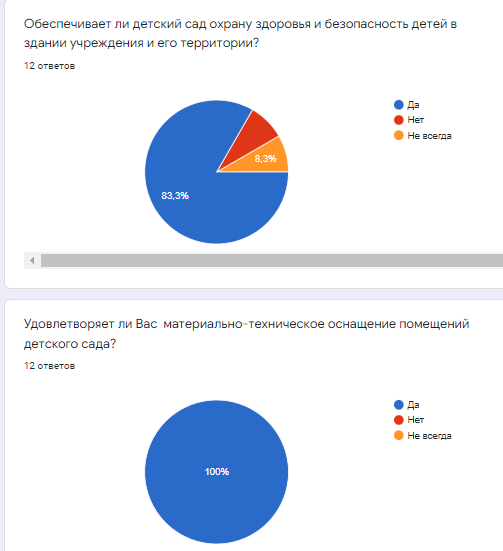 Обеспечивает ли детский сад охрану здоровья и безопасность детей в
здании учреждения и его территории?
12 ответов
Да
Нет
Не всегда
8,3%
83,3%
Удовлетворяет ли Вас  материально-техническое оснащение помещений
детского сада?
12 ответов
Да
Нет
Не всегда
100%